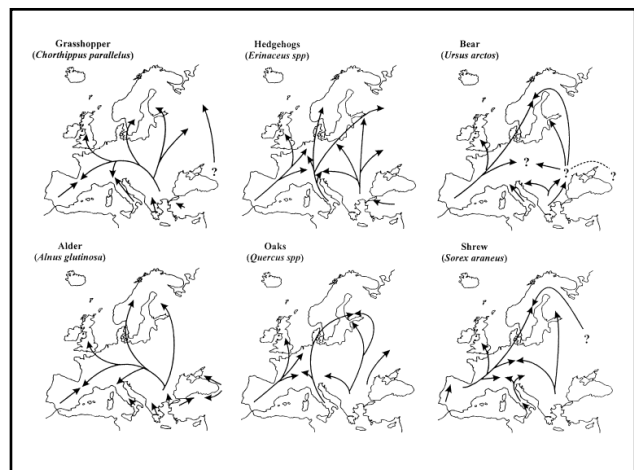 Grasshopper
(Chorthippus parallelus)
?
Hedgehogs
(Erinaceus spp)
Bear
(Ursus arctos)
?
?
?
Alder
(Alnus glutinosa)
Oaks
(Quercus spp)
Shrew
(Sorex araneus)
?